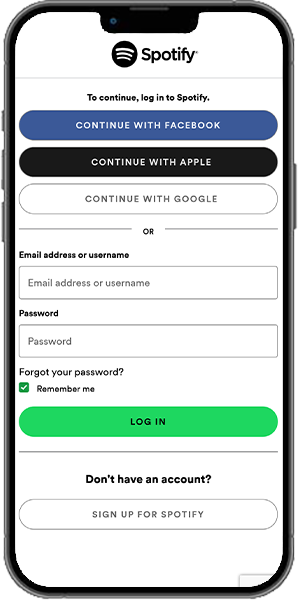 Spotify®
To continue, log in to Spotify.
CONTINUE WITH FACEBOOK
CONTINUE WITH APPLE
CONTINUE WITH GOOGLE
OR
Email address or username
Email address or username
Password
Password
Forgot your password?
Remember me
LOG IN
Don't have an account?
SIGN UP FOR SPOTIFY